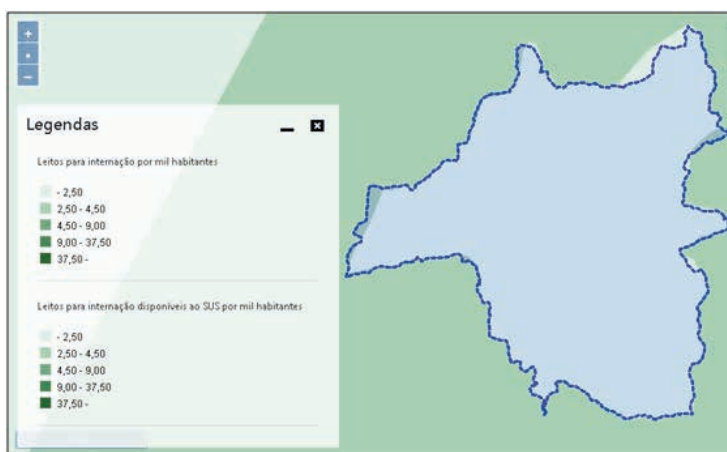 Legendas
Leitos para internação por mil habitantes
- 2,50
2,50 - 4,50
4,50 - 9,00
9,00 - 37,50
37,50 -
Leitos para internação disponíveis ao SUS por mil habitantes
- 2,50
2,50 - 4,50
4,50 - 9,00
9,00 - 37,50
37,50 -